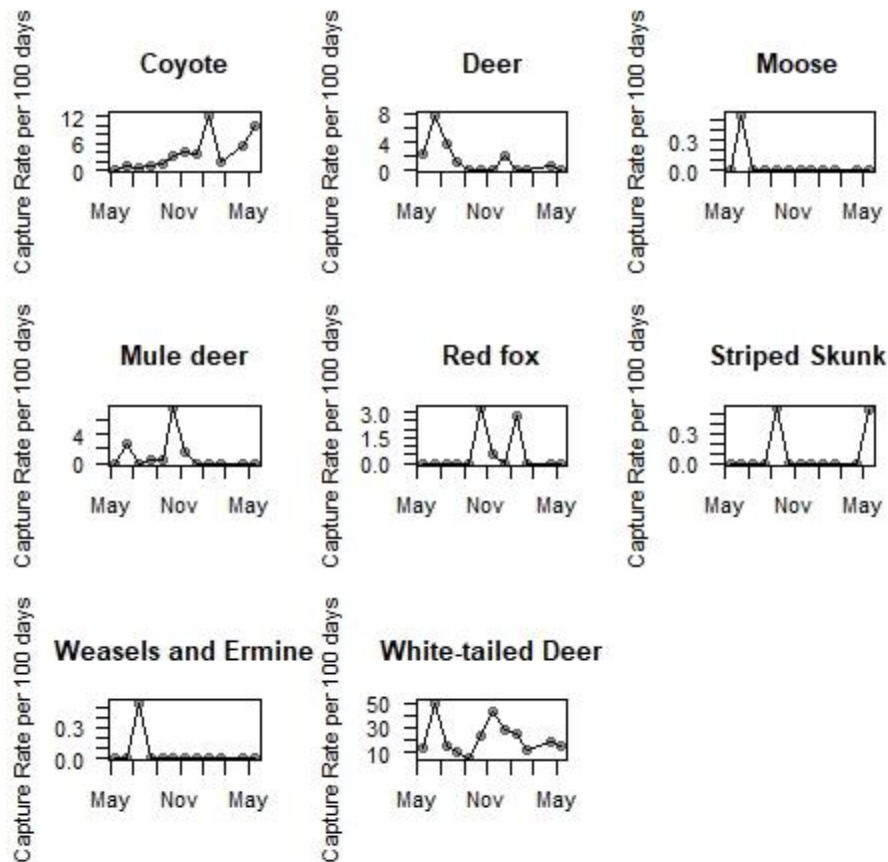 Coyote
Capture Rate per 100 days
12
6
0
May Nov May
Deer
Capture Rate per 100 days
8
4
0
May Nov May
Moose
Capture Rate per 100 days
0.3
0.0
May Nov May
Mule deer
Capture Rate per 100 days
4
0
May Nov May
Red fox
Capture Rate per 100 days
3.0
1.5
0.0
May Nov May
Striped Skunk
Capture Rate per 100 days
0.3
0.0
May Nov May
Weasels and Ermine
Capture Rate per 100 days
0.3
0.0
May Nov May
White-tailed Deer
Capture Rate per 100 days
50
30
10
May Nov May